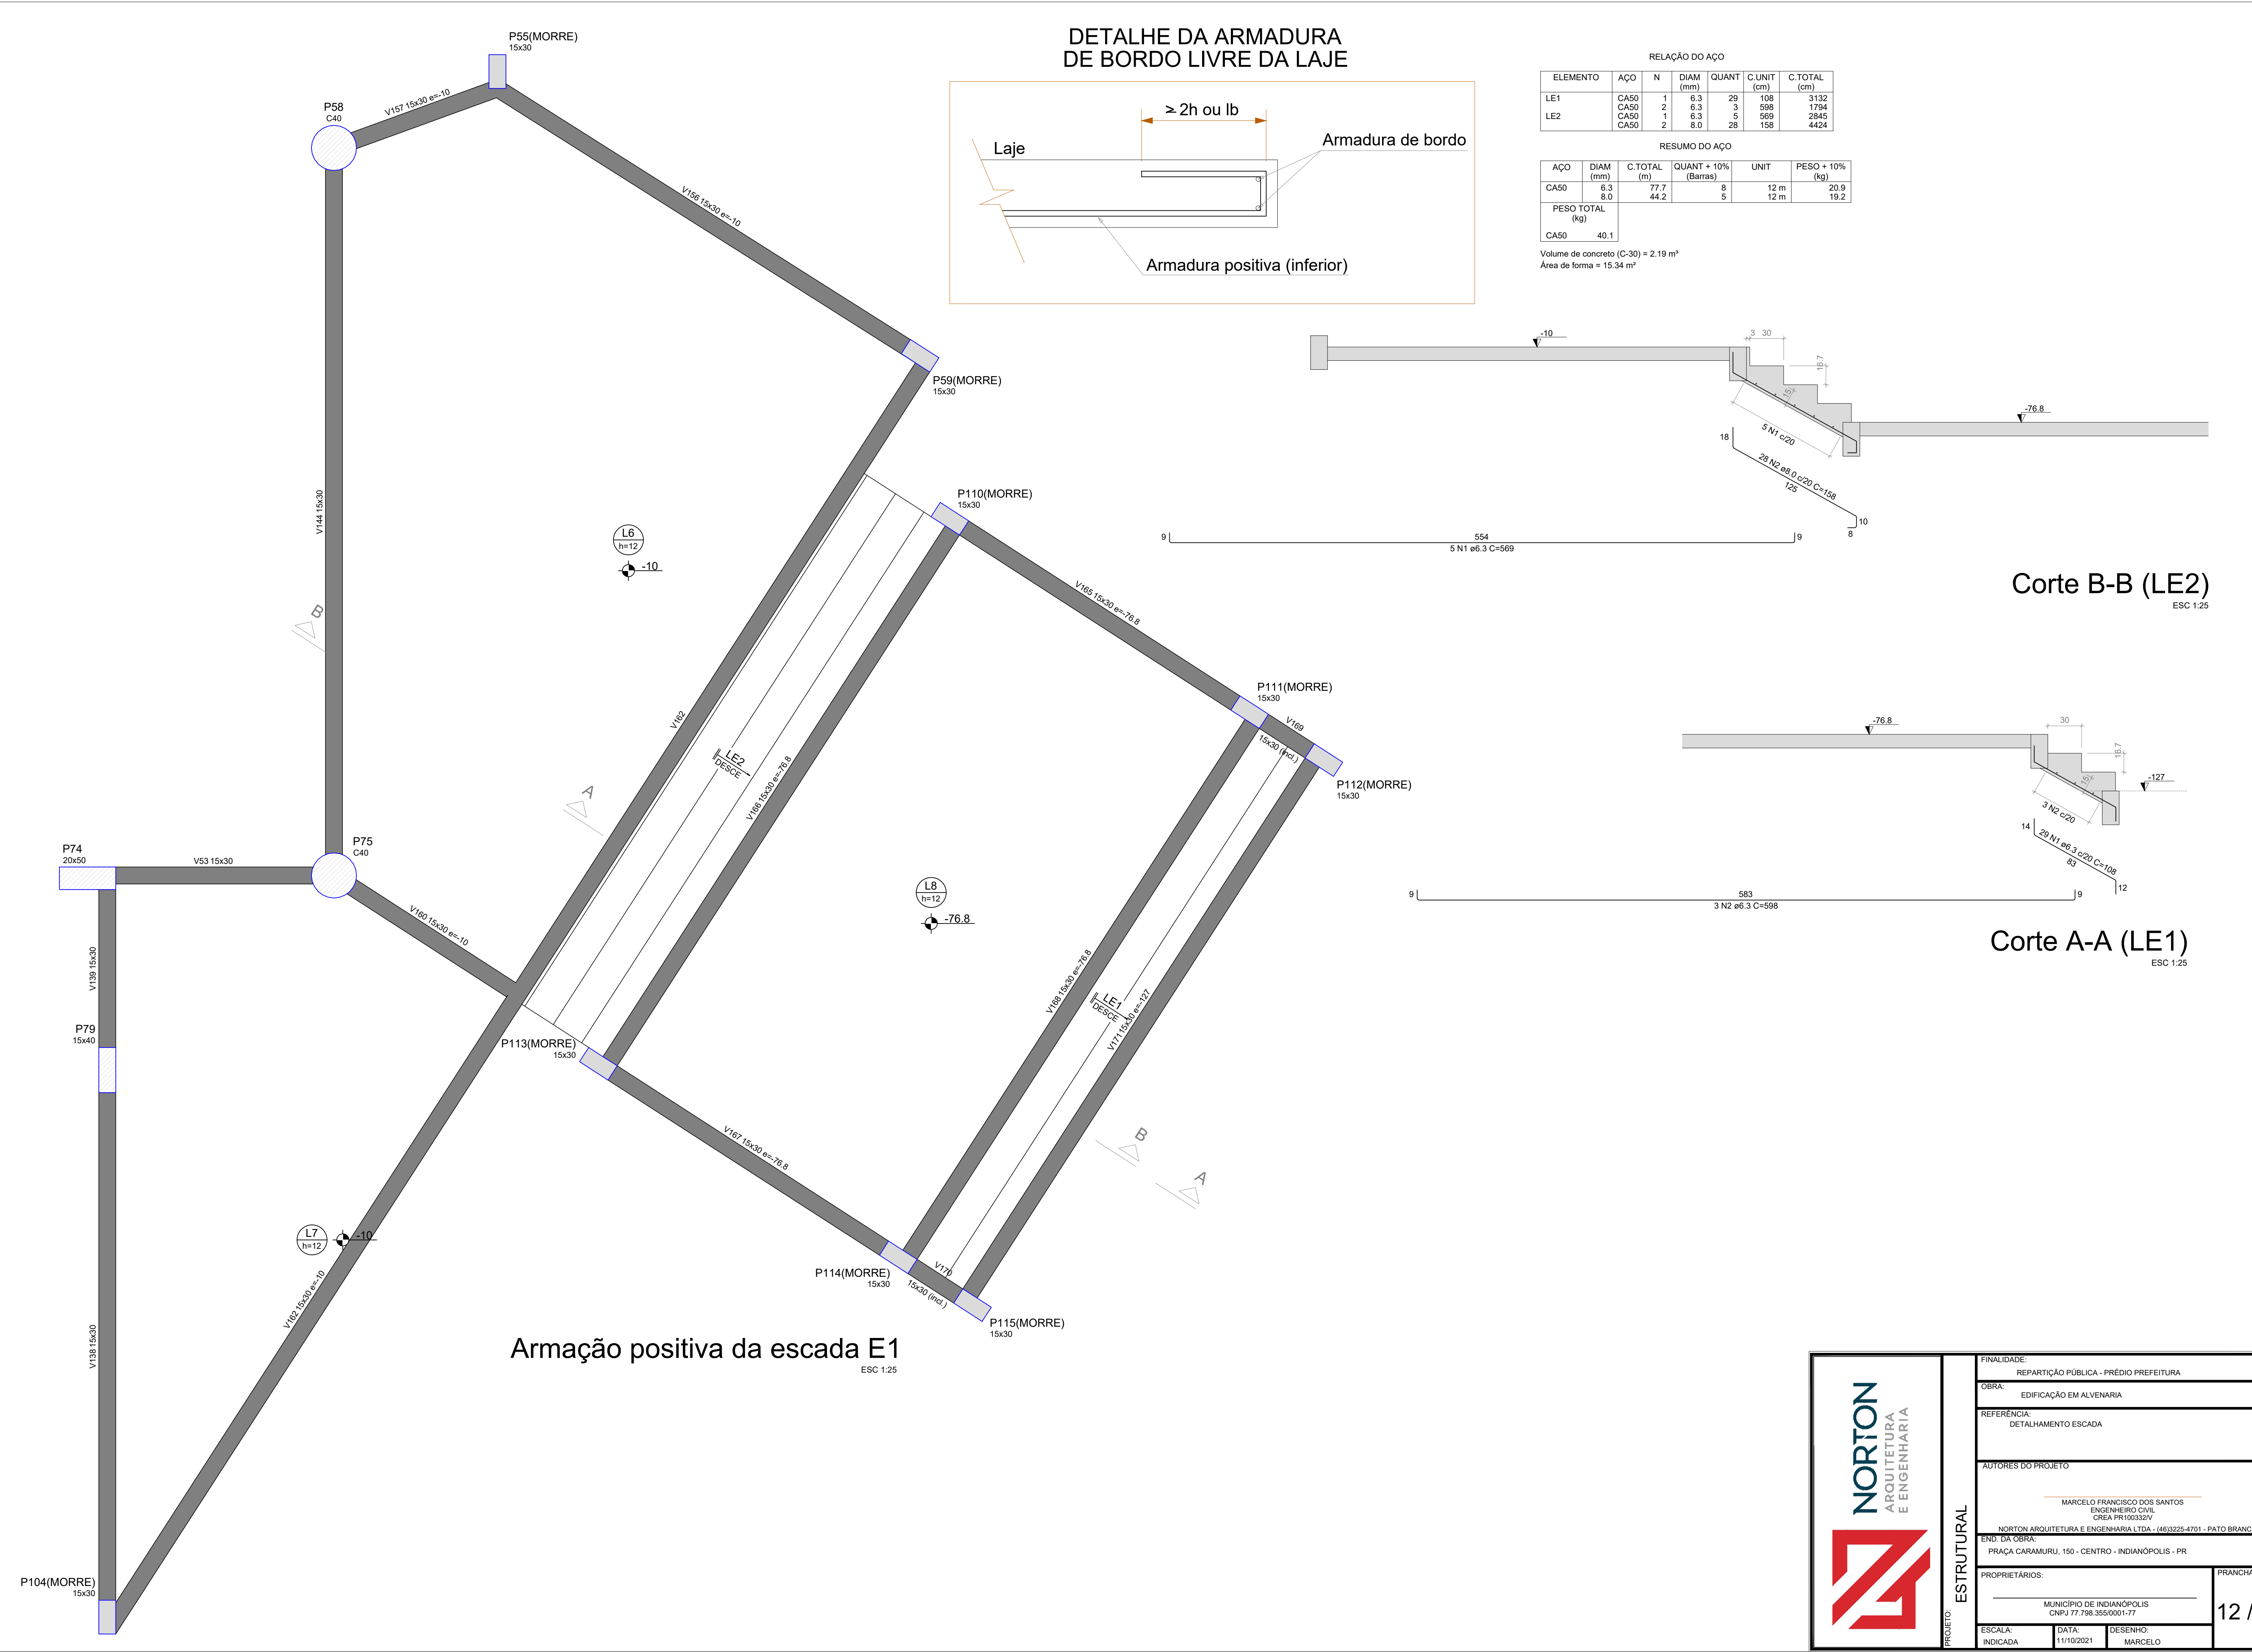 DETALHE DA ARMADURA
DE BORDO LIVRE DA LAJE
≥ 2h ou lb
Laje
Armadura de bordo
Armadura positiva (inferior)
RELAÇÃO DO AÇO
ELEMENTO AÇO N DIAM (mm) QUANT C.UNIT (cm) C.TOTAL (cm)
LE1 CA50 1 6.3 29 108 3132
CA50 2 6.3 3 598 1794
LE2 CA50 1 6.3 5 569 2845
CA50 2 8.0 28 158 4424
RESUMO DO AÇO
AÇO DIAM (mm) C.TOTAL (m) QUANT + 10% (Barras) UNIT PESO + 10% (kg)
CA50 6.3 77.7 8 12 m 20.9
8.0 44.2 5 12 m 19.2
PESO TOTAL
(kg)
CA50 40.1
Volume de concreto (C-30) = 2.19 m³
Área de forma = 15.34 m²
P55(MORRE)
15x30
P58
C40
V157 15x30 e=-10
V156 15x30 e=-10
P59(MORRE)
15x30
V144 15x30
L6
h=12
-10
P110(MORRE)
15x30
V165 15x30 e=-76.8
B
V162
P111(MORRE)
15x30
V169
15x30 (incl.)
LE2
DESCE
V166 15x30 e=-76.8
P112(MORRE)
15x30
A
P74
20x50
V53 15x30
P75
C40
L8
h=12
-76.8
V160 15x30 e=-10
V139 15x30
V168 15x30 e=-76.8
LE1
DESCE
V171 15x30 e=-127
P79
15x40
P113(MORRE)
15x30
V167 15x30 e=-76.8
B
A
L7
h=12
-10
P114(MORRE)
15x30
V170
15x30 (incl.)
V162 15x30 e=-10
P115(MORRE)
15x30
V138 15x30
P104(MORRE)
15x30
Armação positiva da escada E1
ESC 1:25
-10
3 30
18.7
15
-76.8
5 N1 c/20
18
28 N2 ø8.0 c/20 C=158
125
10
8
9 554 9
5 N1 ø6.3 C=569
Corte B-B (LE2)
ESC 1:25
-76.8
30
18.7
15
-127
3 N2 c/20
14
29 N1 ø6.3 c/20 C=108
83
12
9 583 9
3 N2 ø6.3 C=598
Corte A-A (LE1)
ESC 1:25
NORTON
ARQUITETURA
E ENGENHARIA
PROJETO:
ESTRUTURAL
FINALIDADE:
REPARTIÇÃO PÚBLICA - PRÉDIO PREFEITURA
OBRA:
EDIFICAÇÃO EM ALVENARIA
REFERÊNCIA:
DETALHAMENTO ESCADA
AUTORES DO PROJETO
MARCELO FRANCISCO DOS SANTOS
ENGENHEIRO CIVIL
CREA PR100332/V
NORTON ARQUITETURA E ENGENHARIA LTDA - (46)3225-4701 - PATO BRANC
END. DA OBRA:
PRAÇA CARAMURU, 150 - CENTRO - INDIANÓPOLIS - PR
PROPRIETÁRIOS:
MUNICÍPIO DE INDIANÓPOLIS
CNPJ 77.798.355/0001-77
PRANCHA
12 /
ESCALA:
INDICADA
DATA:
11/10/2021
DESENHO:
MARCELO